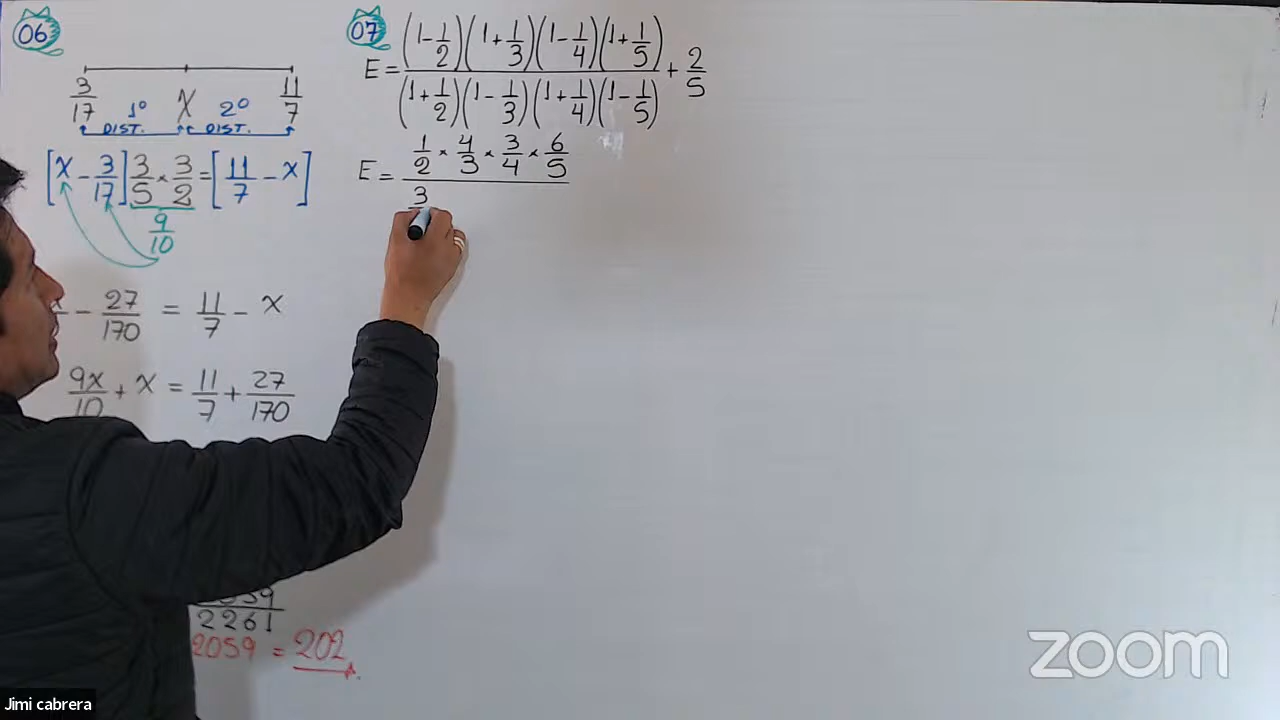 06
3/17 1º X 2º 11/7
DIST. DIST.
[x - 3/17] 3/5 × 3/2 = [11/7 - x]
9/10
- 27/170 = 11/7 - x
9x/10 + x = 11/7 + 27/170
2261
2059 = 202
07
E = (1-1/2)(1+1/3)(1-1/4)(1+1/5) / (1+1/2)(1-1/3)(1+1/4)(1-1/5) + 2/5
E = 1/2 × 4/3 × 3/4 × 6/5
3
zoom
Jimi cabrera